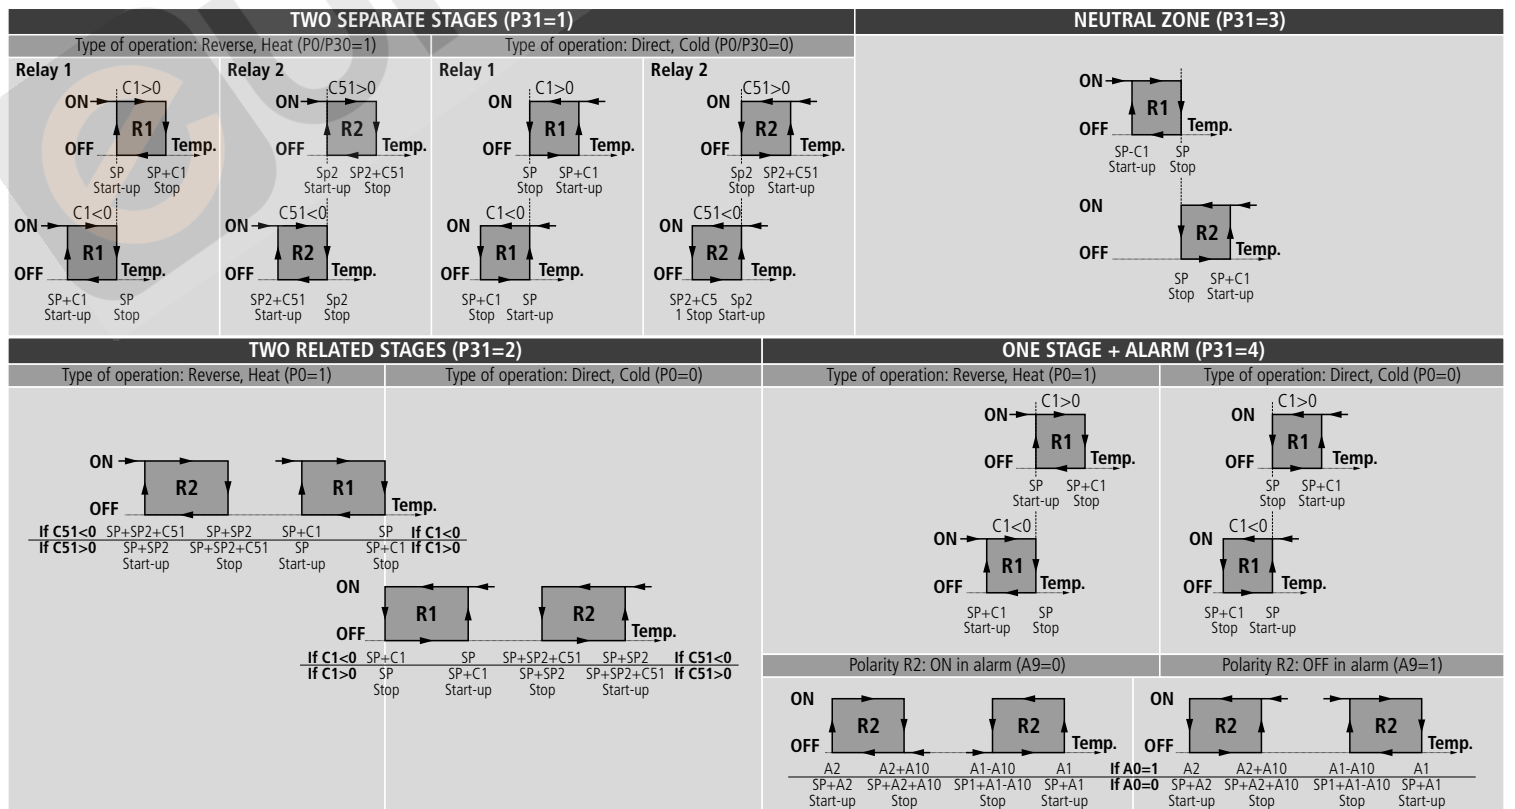 TWO SEPARATE STAGES (P31=1)
Type of operation: Reverse, Heat (P0/P30=1)
Type of operation: Direct, Cold (P0/P30=0)
Relay 1
C1>0
ON
R1
OFF
Temp.
SP SP+C1
Start-up Stop
C1<0
ON
R1
OFF
Temp.
SP+C1 SP
Start-up Stop
Relay 2
C51>0
ON
R2
OFF
Temp.
Sp2 SP2+C51
Start-up Stop
C51<0
ON
R2
OFF
Temp.
SP2+C51 Sp2
Start-up Stop
Relay 1
C1>0
ON
R1
OFF
Temp.
SP SP+C1
Stop Start-up
C1<0
ON
R1
OFF
Temp.
SP+C1 SP
Stop Start-up
Relay 2
C51>0
ON
R2
OFF
Temp.
Sp2 SP2+C51
Stop Start-up
C51<0
ON
R2
OFF
Temp.
SP2+C5 Sp2
1 Stop Start-up
NEUTRAL ZONE (P31=3)
ON
R1
OFF
Temp.
SP-C1 SP
Start-up Stop
ON
R2
OFF
Temp.
SP SP+C1
Stop Start-up
TWO RELATED STAGES (P31=2)
Type of operation: Reverse, Heat (P0=1)
Type of operation: Direct, Cold (P0=0)
ON
R2 R1
OFF
Temp.
If C51<0 SP+SP2+C51 SP+SP2 SP+C1 SP If C1<0
If C51>0 SP+SP2 SP+SP2+C51 SP SP+C1 If C1>0
Start-up Stop Start-up Stop
ON
R1 R2
OFF
Temp.
If C1<0 SP+C1 SP SP+SP2+C51 SP+SP2 If C51<0
If C1>0 SP SP+C1 SP+SP2 SP+SP2+C51 If C51>0
Stop Start-up Stop Start-up
ONE STAGE + ALARM (P31=4)
Type of operation: Reverse, Heat (P0=1)
Type of operation: Direct, Cold (P0=0)
C1>0
ON
R1
OFF
Temp.
SP SP+C1
Start-up Stop
C1<0
ON
R1
OFF
Temp.
SP+C1 SP
Start-up Stop
C1>0
ON
R1
OFF
Temp.
SP SP+C1
Stop Start-up
C1<0
ON
R1
OFF
Temp.
SP+C1 SP
Stop Start-up
Polarity R2: ON in alarm (A9=0)
Polarity R2: OFF in alarm (A9=1)
ON
R2 R2
OFF
Temp.
ON
R2 R2
OFF
Temp.
A2 A2+A10 A1-A10 A1 If A0=1 A2 A2+A10 A1-A10 A1
SP+A2 SP+A2+A10 SP1+A1-A10 SP+A1 If A0=0 SP+A2 SP+A2+A10 SP1+A1-A10 SP+A1
Start-up Stop Stop Start-up Start-up Stop Stop Start-up